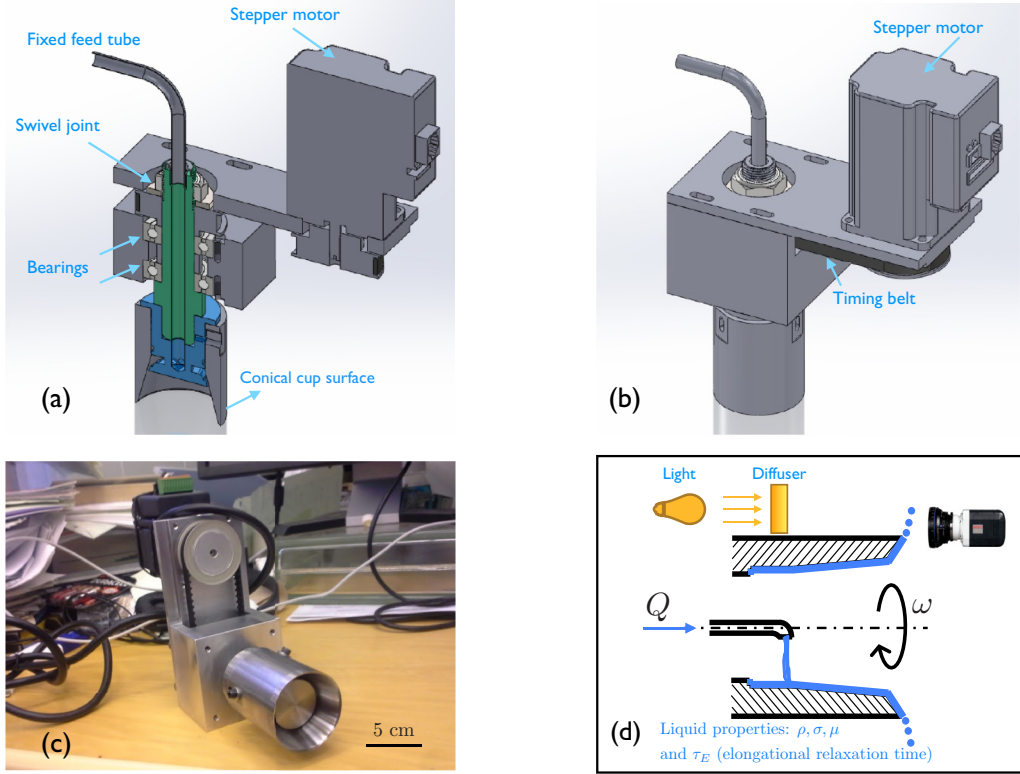 Fixed feed tube
Stepper motor
Swivel joint
Bearings
Conical cup surface
(a)
Stepper motor
Timing belt
(b)
(c)
5 cm
Light
Diffuser
Q
ω
(d)
Liquid properties: ρ, σ, μ
and τ_E (elongational relaxation time)